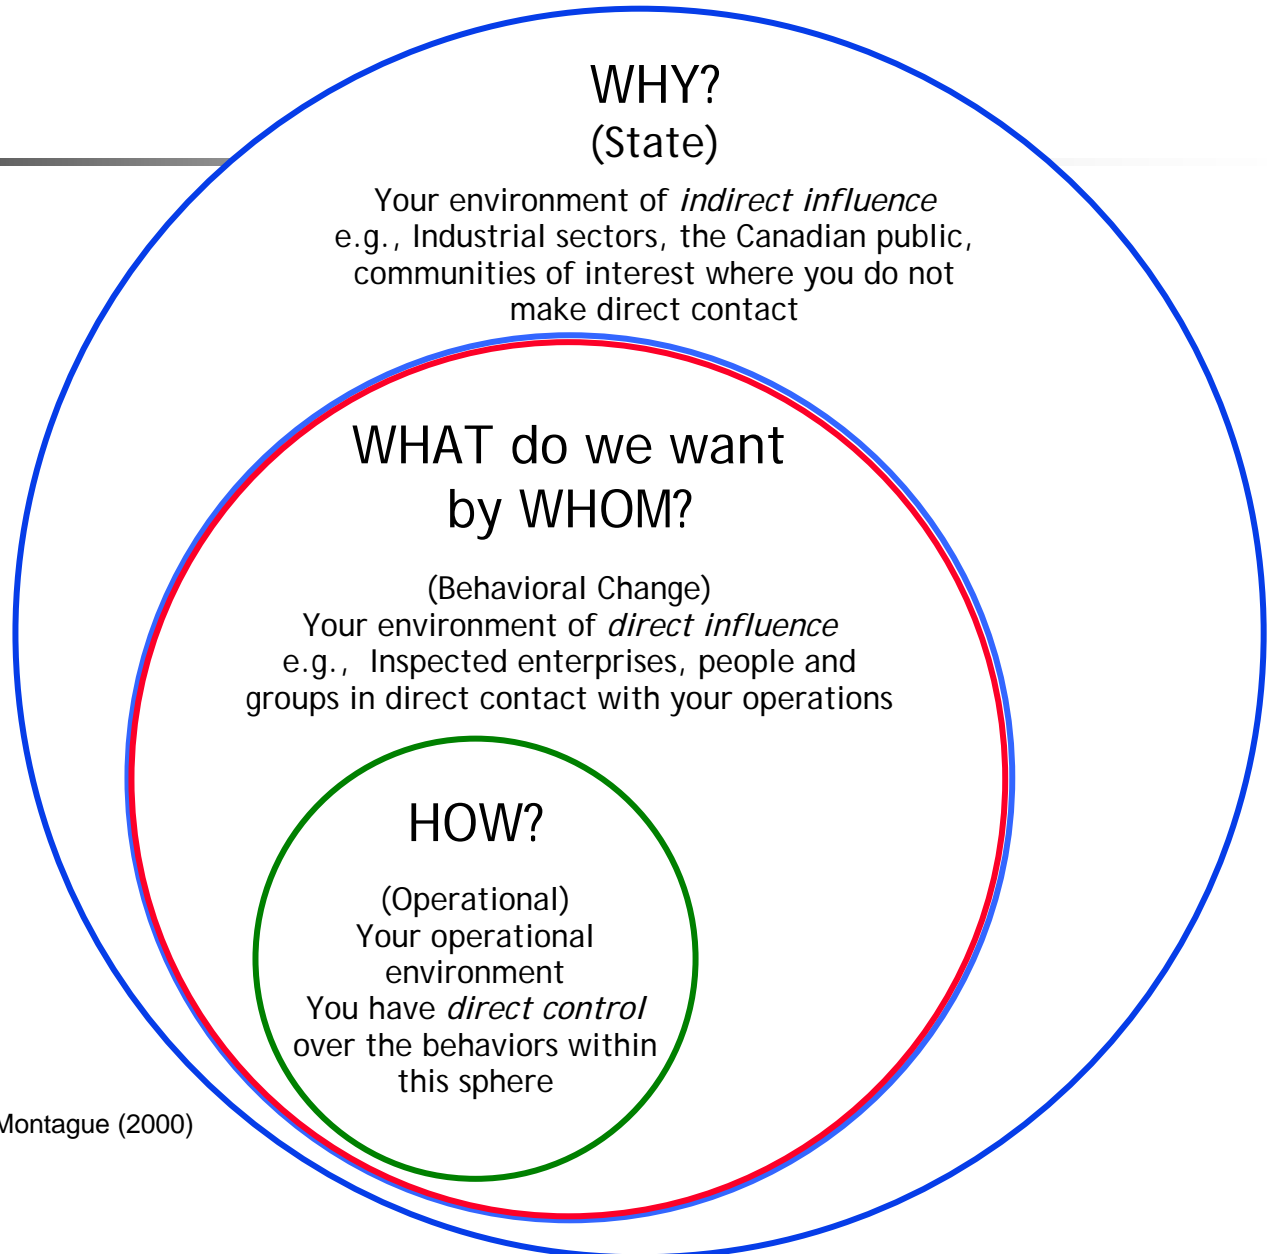 WHY?
(State)
Your environment of indirect influence
e.g., Industrial sectors, the Canadian public,
communities of interest where you do not
make direct contact
WHAT do we want
by WHOM?
(Behavioral Change)
Your environment of direct influence
e.g., Inspected enterprises, people and
groups in direct contact with your operations
HOW?
(Operational)
Your operational
environment
You have direct control
over the behaviors within
this sphere
Montague (2000)